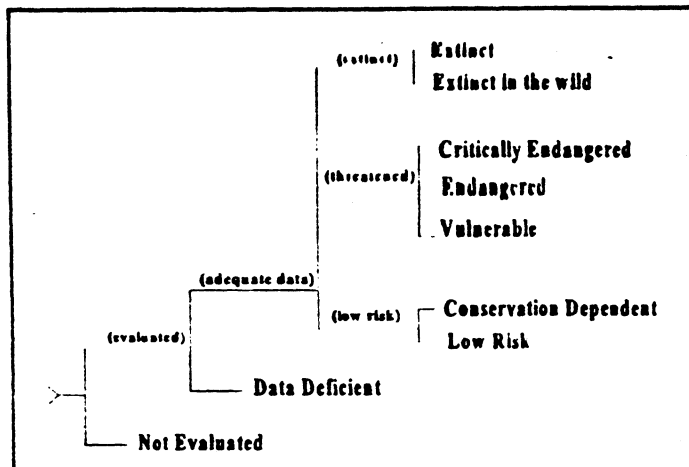 (extinct)
Extinct
Extinct in the wild
Critically Endangered
(threatened)
Endangered
Vulnerable
(adequate data)
(low risk)
Conservation Dependent
Low Risk
(evaluated)
Data Deficient
Not Evaluated